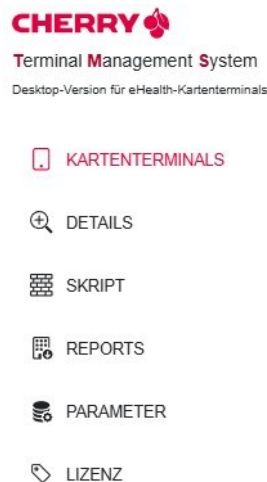 CHERRY
Terminal Management System
Desktop-Version für eHealth-Kartenterminals
KARTENTERMINALS
DETAILS
SKRIPT
REPORTS
PARAMETER
LIZENZ